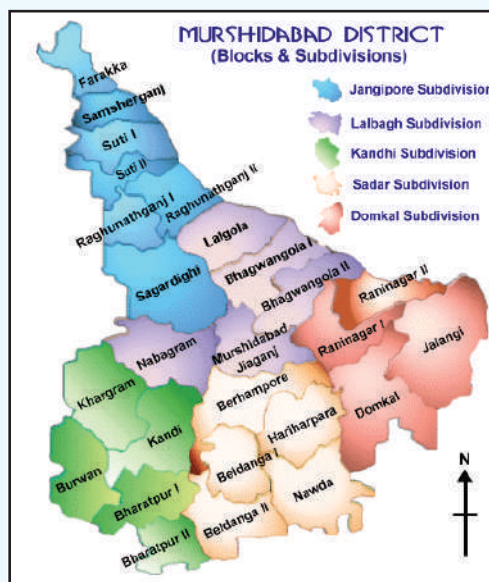 MURSHIDABAD DISTRICT
(Blocks & Subdivisions)
Jangipore Subdivision
Lalbagh Subdivision
Kandhi Subdivision
Sadar Subdivision
Domkal Subdivision
Farakka
Samsherganj
Suti I
Suti II
Raghunathganj I
Raghunathganj Ii
Lalgola
Sagardighi
Bhagwangola I
Bhagwangola II
Raninagar II
Nabagram
Murshidabad
Jiaganj
Raninagar I
Jalangi
Khargram
Berhampore
Domkal
Kandi
Hariharpara
Burwan
Beldanga I
Nawda
Bharatpur I
Beldanga II
Bharatpur II
N